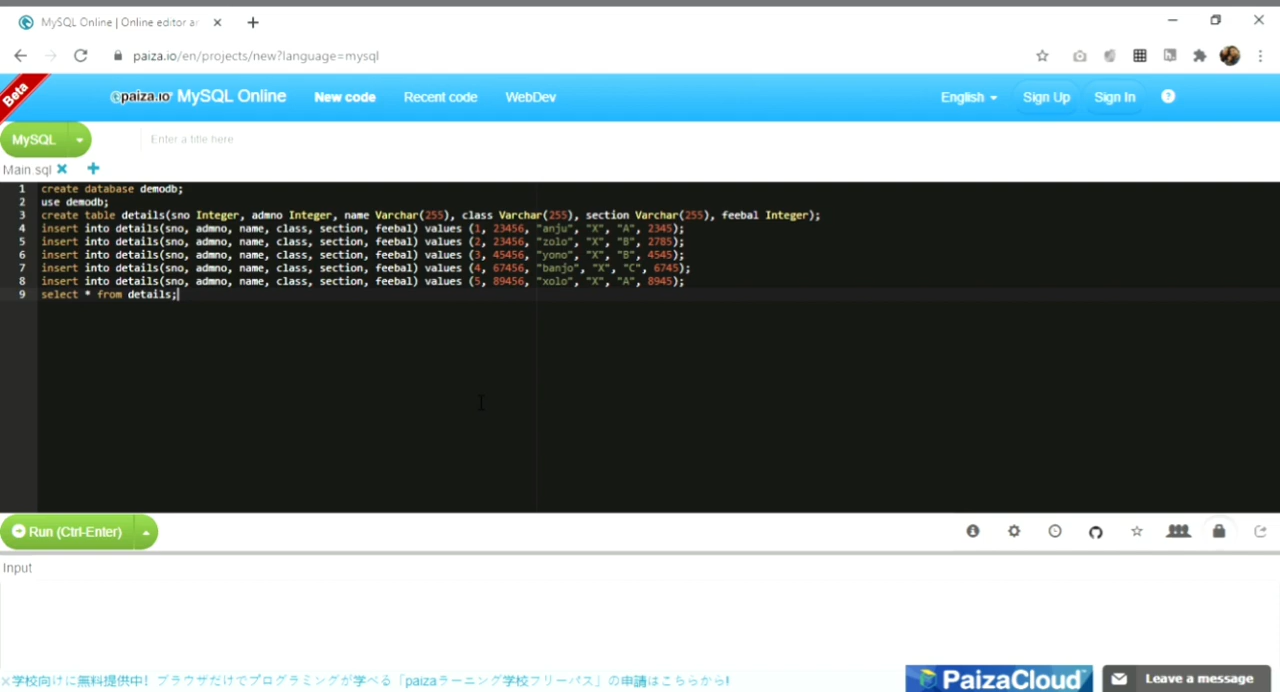 MySQL Online | Online editor ar
paiza.io/en/projects/new?language=mysql
Beta
paiza.io MySQL Online New code Recent code WebDev English Sign Up Sign In ?
MySQL Enter a title here
Main.sql
1 create database demodb;
2 use demodb;
3 create table details(sno Integer, admno Integer, name Varchar(255), class Varchar(255), section Varchar(255), feebal Integer);
4 insert into details(sno, admno, name, class, section, feebal) values (1, 23456, "anju", "X", "A", 2345);
5 insert into details(sno, admno, name, class, section, feebal) values (2, 23456, "zolo", "X", "B", 2785);
6 insert into details(sno, admno, name, class, section, feebal) values (3, 45456, "yono", "X", "B", 4545);
7 insert into details(sno, admno, name, class, section, feebal) values (4, 67456, "banjo", "X", "C", 6745);
8 insert into details(sno, admno, name, class, section, feebal) values (5, 89456, "xolo", "X", "A", 8945);
9 select * from details;
Run (Ctrl-Enter)
Input
×学校向けに無料提供中！ブラウザだけでプログラミングが学べる「paizaラーニング学校フリーパス」の申請はこちらから!!
PaizaCloud Leave a message